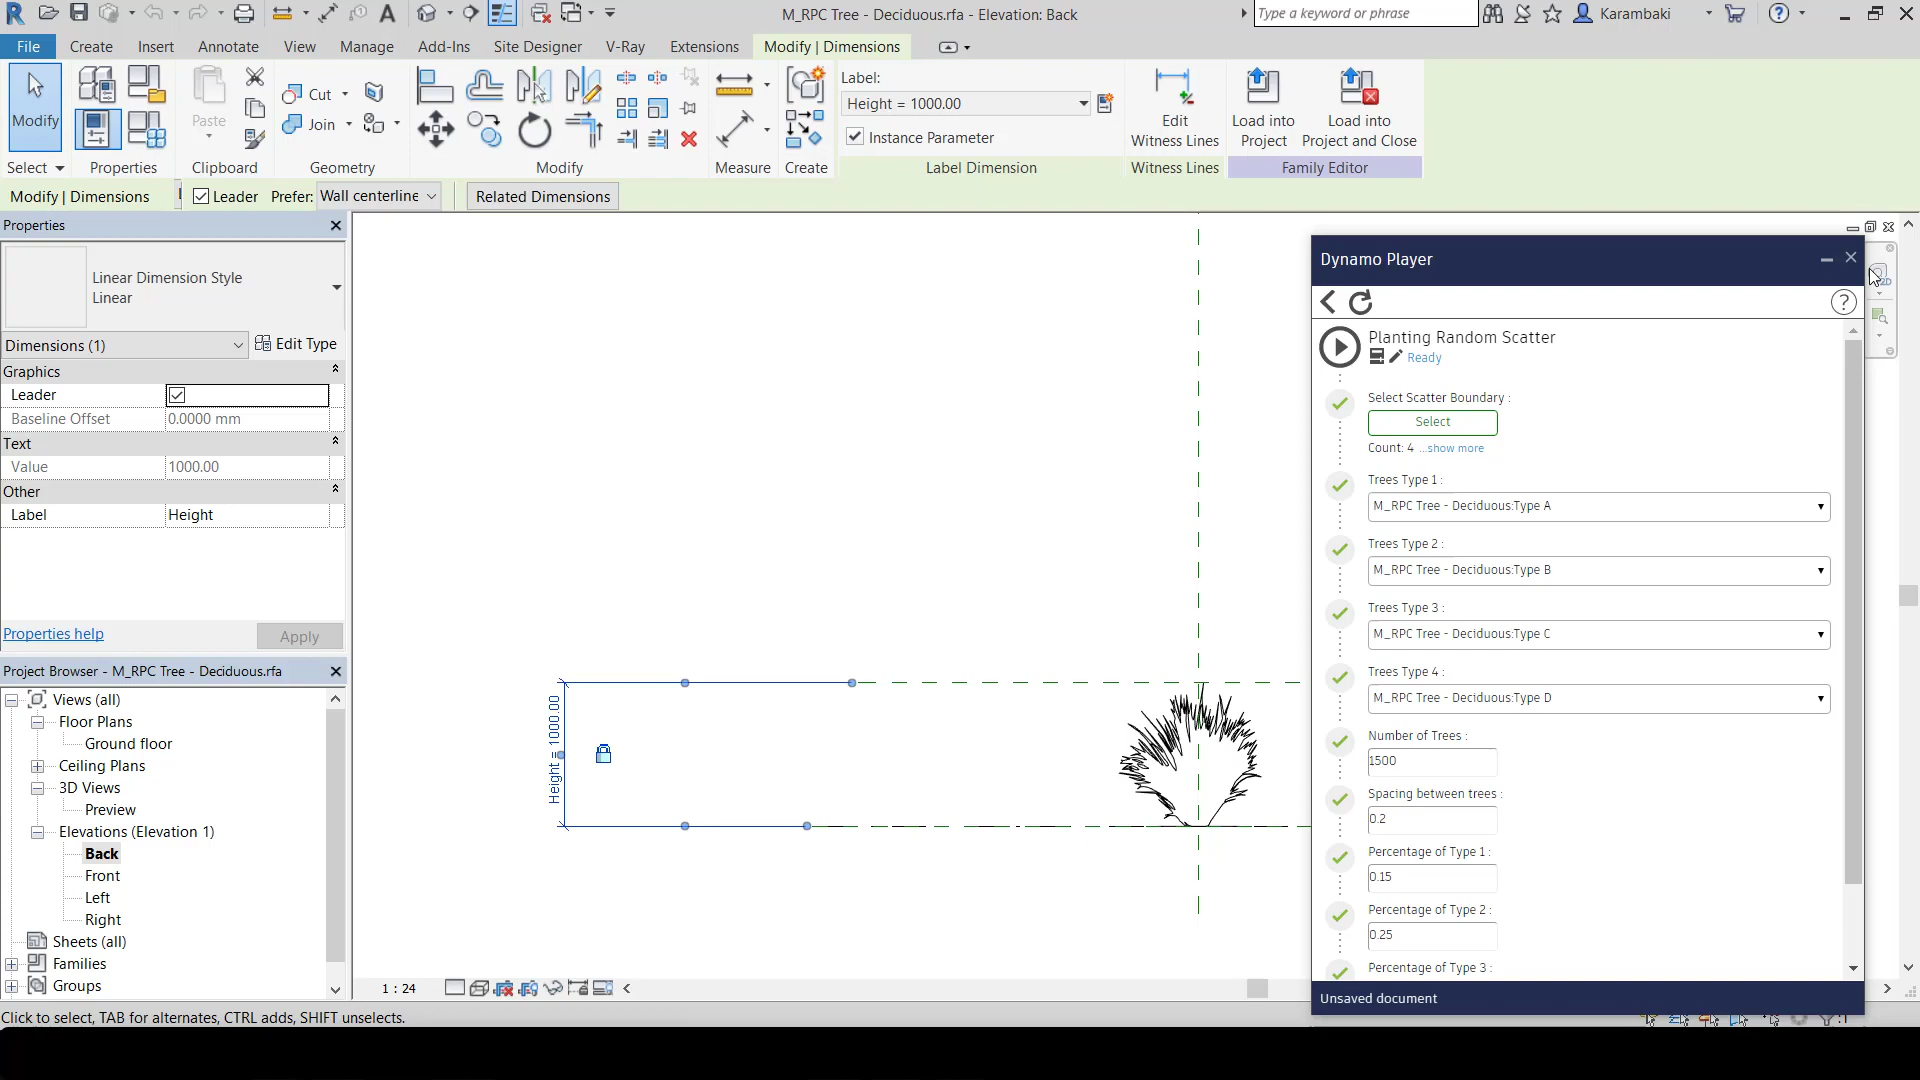 M_RPC Tree - Deciduous.rfa - Elevation: Back
Type a keyword or phrase
Karambaki
File
Create
Insert
Annotate
View
Manage
Add-Ins
Site Designer
V-Ray
Extensions
Modify | Dimensions
Modify
Paste
Cut
Join
Label:
Height = 1000.00
Instance Parameter
Edit
Witness Lines
Load into
Project
Load into
Project and Close
Select
Properties
Clipboard
Geometry
Modify
Measure
Create
Label Dimension
Witness Lines
Family Editor
Modify | Dimensions
Leader
Prefer:
Wall centerline
Related Dimensions
Properties
Linear Dimension Style
Linear
Dimensions (1)
Edit Type
Graphics
Leader
Baseline Offset
0.0000 mm
Text
Value
1000.00
Other
Label
Height
Properties help
Apply
Project Browser - M_RPC Tree - Deciduous.rfa
Views (all)
Floor Plans
Ground floor
Ceiling Plans
3D Views
Preview
Elevations (Elevation 1)
Back
Front
Left
Right
Sheets (all)
Families
Groups
Height = 1000.00
1 : 24
Dynamo Player
Planting Random Scatter
Ready
Select Scatter Boundary :
Select
Count: 4 ...show more
Trees Type 1 :
M_RPC Tree - Deciduous:Type A
Trees Type 2 :
M_RPC Tree - Deciduous:Type B
Trees Type 3 :
M_RPC Tree - Deciduous:Type C
Trees Type 4 :
M_RPC Tree - Deciduous:Type D
Number of Trees :
1500
Spacing between trees :
0.2
Percentage of Type 1 :
0.15
Percentage of Type 2 :
0.25
Percentage of Type 3 :
Unsaved document
Click to select, TAB for alternates, CTRL adds, SHIFT unselects.